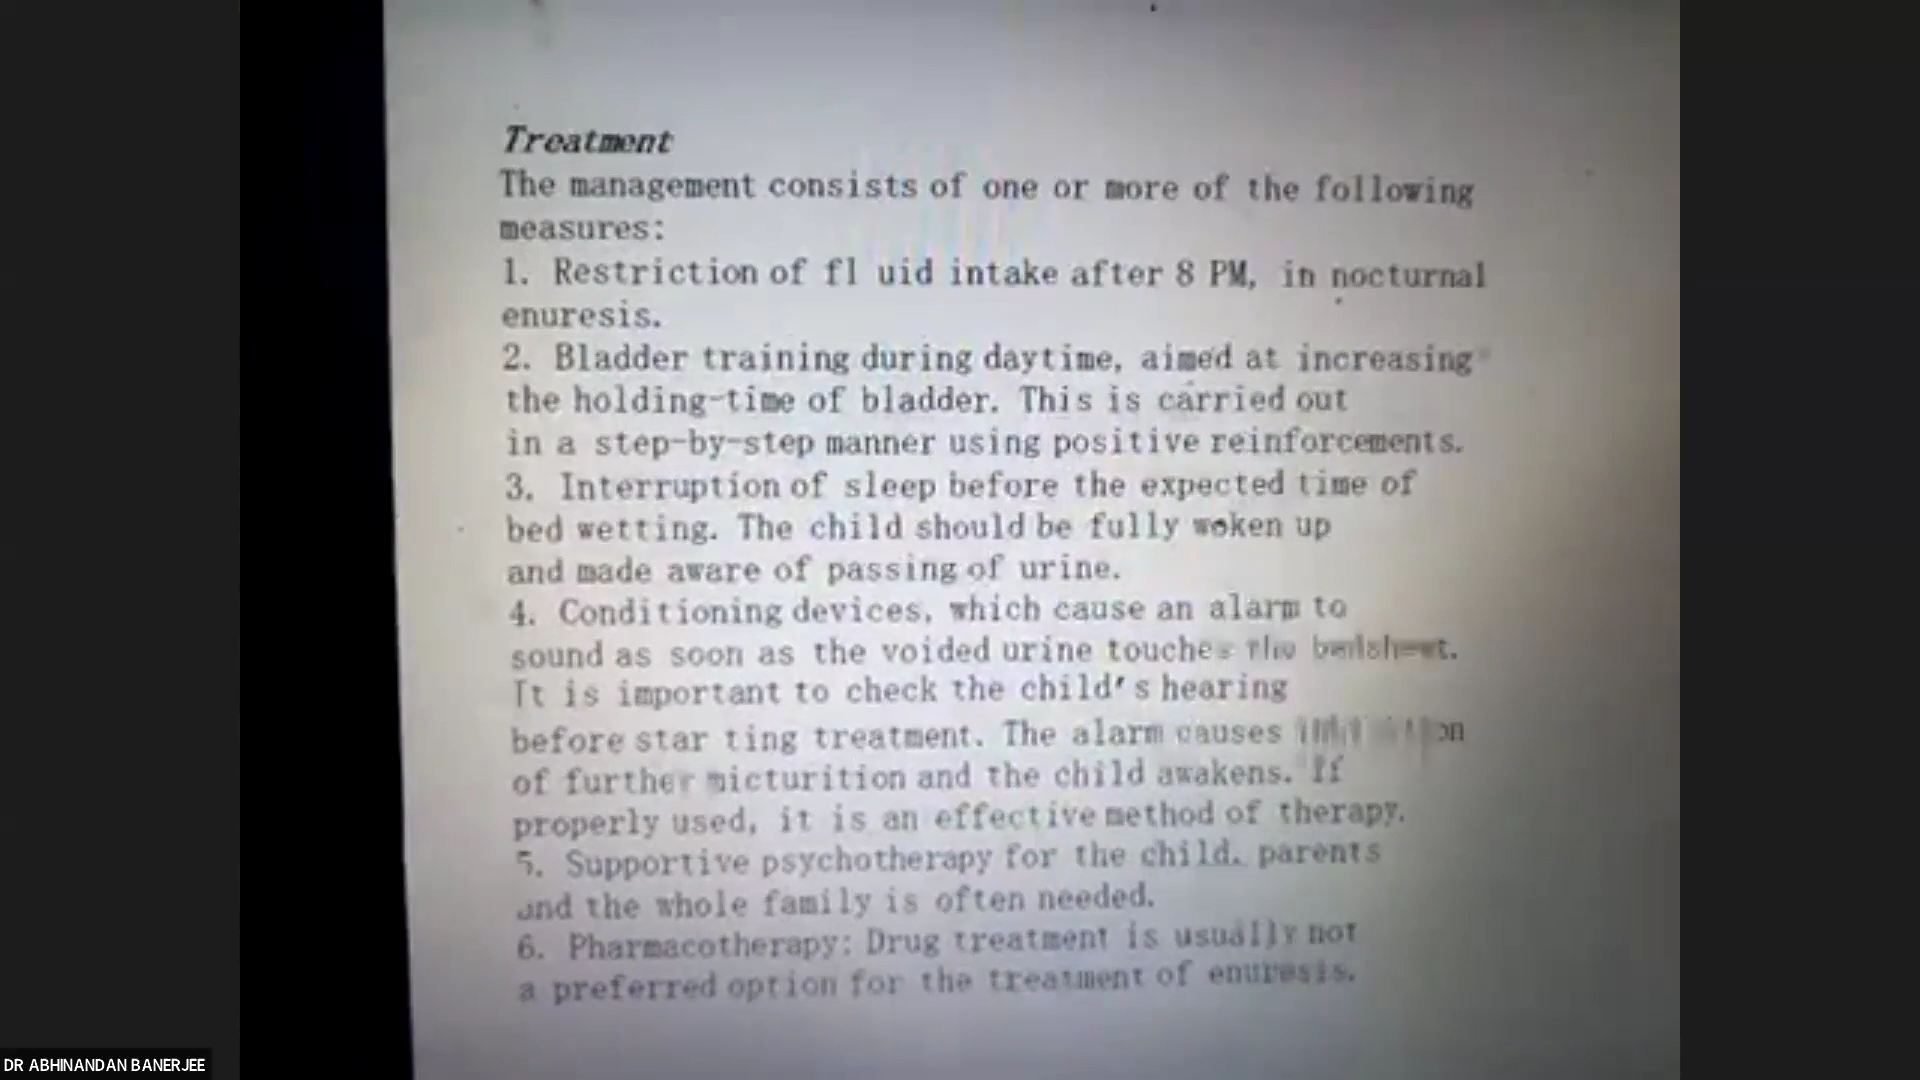 Treatment
The management consists of one or more of the following
measures:
1. Restriction of fl uid intake after 8 PM, in nocturnal
enuresis.
2. Bladder training during daytime, aimed at increasing
the holding-time of bladder. This is carried out
in a step-by-step manner using positive reinforcements.
3. Interruption of sleep before the expected time of
bed wetting. The child should be fully woken up
and made aware of passing of urine.
4. Conditioning devices, which cause an alarm to
sound as soon as the voided urine touches the bedsheet.
It is important to check the child's hearing
before star ting treatment. The alarm causes
of further micturition and the child awakens. If
properly used, it is an effective method of therapy.
5. Supportive psychotherapy for the child, parents
and the whole family is often needed.
6. Pharmacotherapy: Drug treatment is usually not
a preferred option for the treatment of enuresis.
DR ABHINANDAN BANERJEE